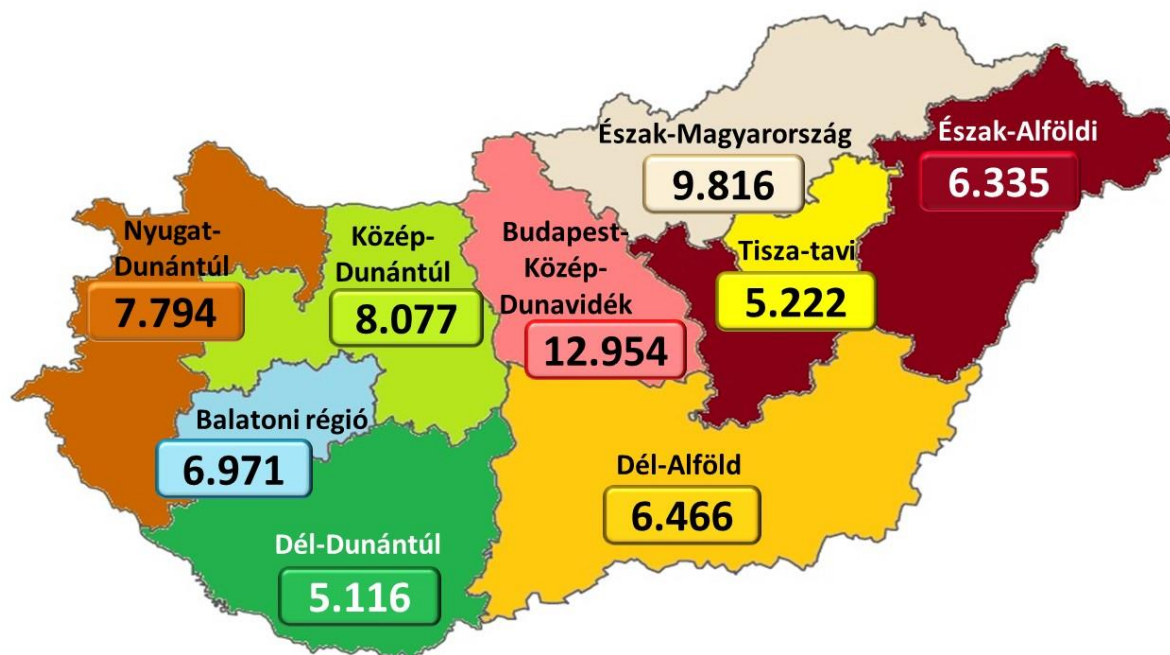 Észak-Magyarország
9.816
Észak-Alföldi
6.335
Nyugat-
Dunántúl
7.794
Közép-
Dunántúl
8.077
Budapest-
Közép-
Dunavidék
12.954
Tisza-tavi
5.222
Balatoni régió
6.971
Dél-Alföld
6.466
Dél-Dunántúl
5.116